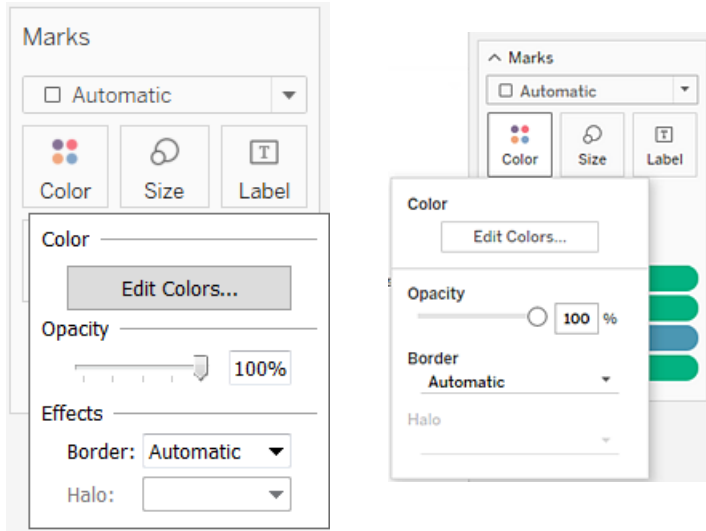 Marks
Automatic
Color Size Label
Color
Edit Colors...
Opacity
100%
Effects
Border: Automatic
Halo:
Marks
Automatic
T
T
Color Size Label
Color
Edit Colors...
Opacity
100 %
Border
Automatic
Halo